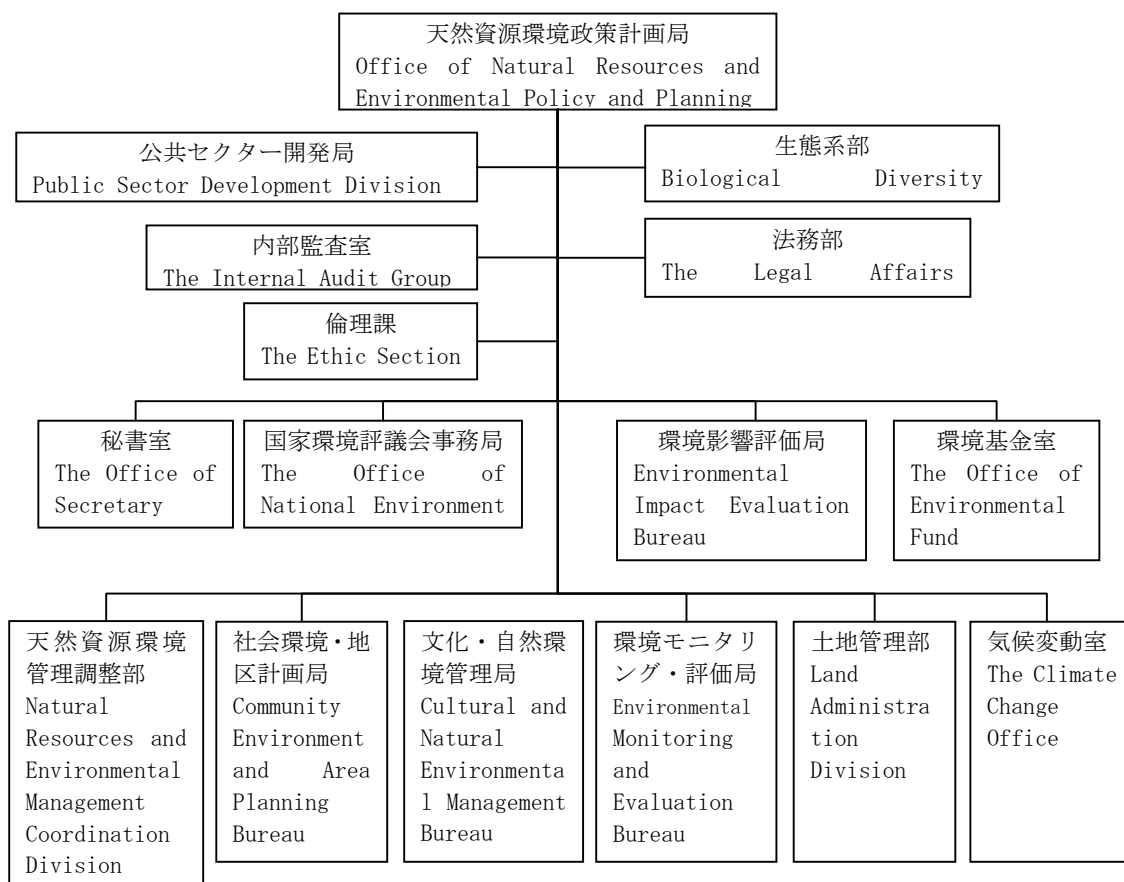 天然資源環境政策計画局
Office of Natural Resources and
Environmental Policy and Planning
公共セクター開発局
Public Sector Development Division
生態系部
Biological Diversity
内部監査室
The Internal Audit Group
法務部
The Legal Affairs
倫理課
The Ethic Section
秘書室
The Office of
Secretary
国家環境評議会事務局
The Office of
National Environment
環境影響評価局
Environmental
Impact Evaluation
Bureau
環境基金室
The Office of
Environmental
Fund
天然資源環境
管理調整部
Natural
Resources and
Environmental
Management
Coordination
Division
社会環境・地
区計画局
Community
Environment
and Area
Planning
Bureau
文化・自然環
境管理局
Cultural and
Natural
Environmenta
l Management
Bureau
環境モニタリ
ング・評価局
Environmental
Monitoring
and
Evaluation
Bureau
土地管理部
Land
Administra
tion
Division
気候変動室
The Climate
Change
Office